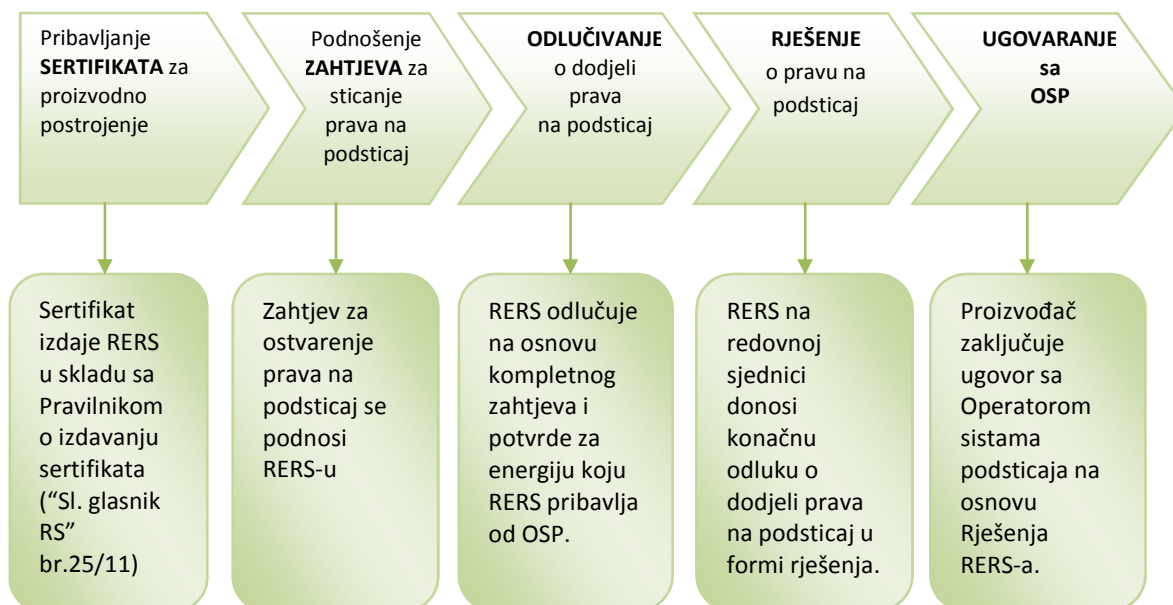 Pribavljanje
SERTIFIKATA za
proizvodno
postrojenje
Podnošenje
ZAHTJEVA za
sticanje
prava na
podsticaj
ODLUČIVANJE
o dodjeli
prava
na podsticaj
RJEŠENJE
o pravu na
podsticaj
UGOVARANJE
sa
OSP
Sertifikat
izdaje RERS
u skladu sa
Pravilnikom
o izdavanju
sertifikata
(“Sl. glasnik
RS”
br.25/11)
Zahtjev za
ostvarenje
prava na
podsticaj se
podnosi
RERS-u
RERS odlučuje
na osnovu
kompletnog
zahtjeva i
potvrde za
energiju koju
RERS pribavlja
od OSP.
RERS na
redovnoj
sjednici
donosi
konačnu
odluku o
dodjeli prava
na podsticaj u
formi rješenja.
Proizvođač
zaključuje
ugovor sa
Operatorom
sistama
podsticaja na
osnovu
Rješenja
RERS-a.